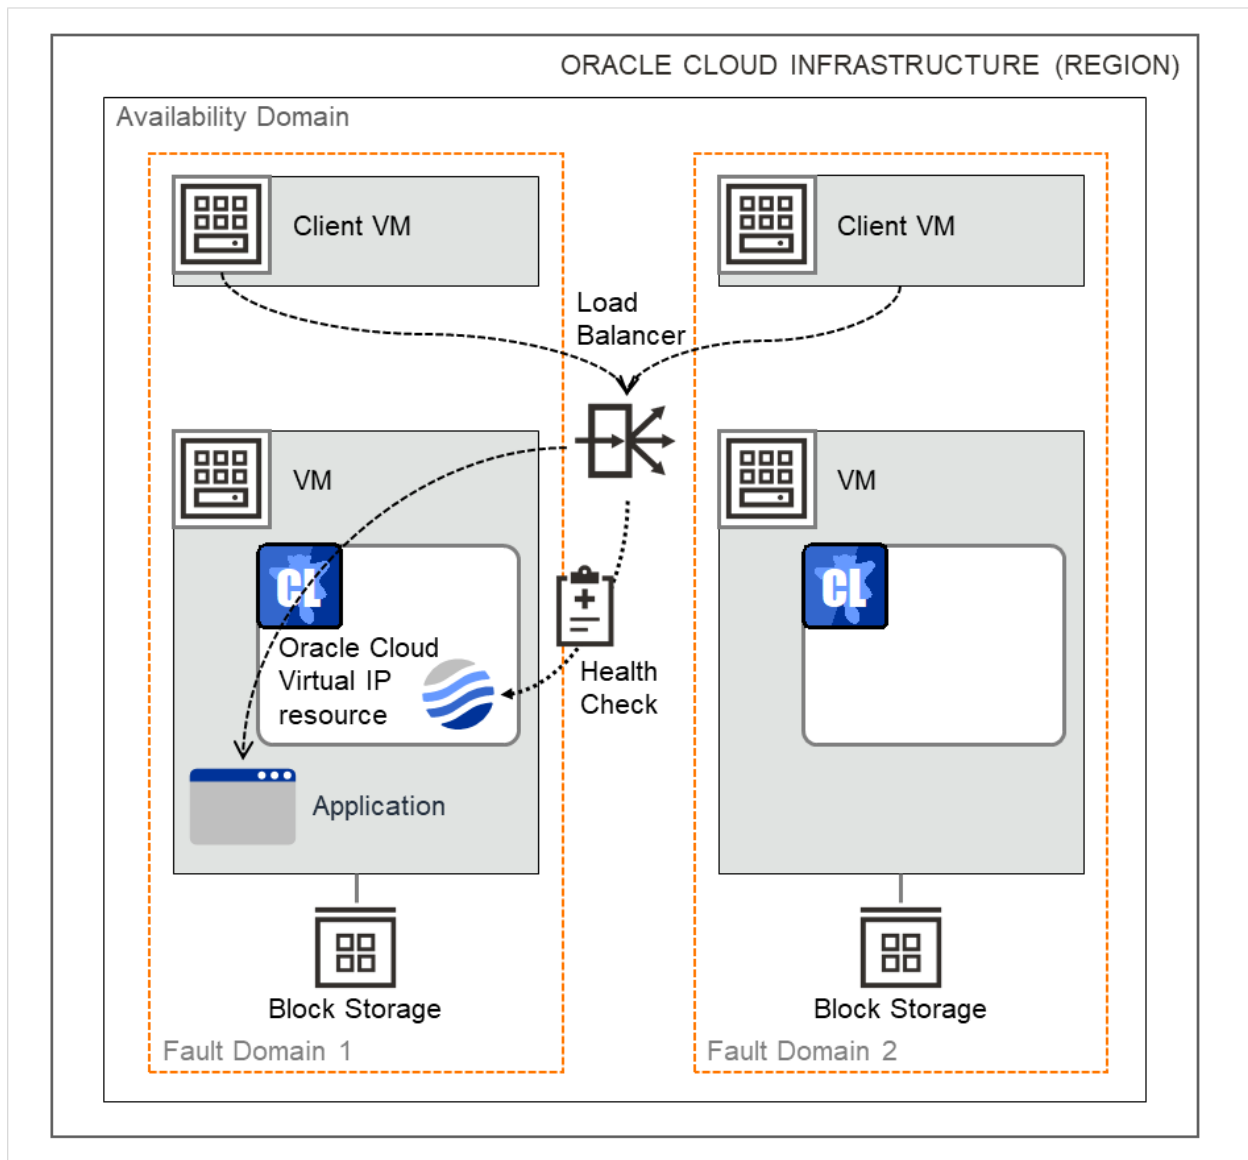 ORACLE CLOUD INFRASTRUCTURE (REGION)
Availability Domain
Client VM
Client VM
Load
Balancer
VM
VM
CL
CL
Oracle Cloud
Virtual IP
resource
Health
Check
Application
Block Storage
Block Storage
Fault Domain 1
Fault Domain 2